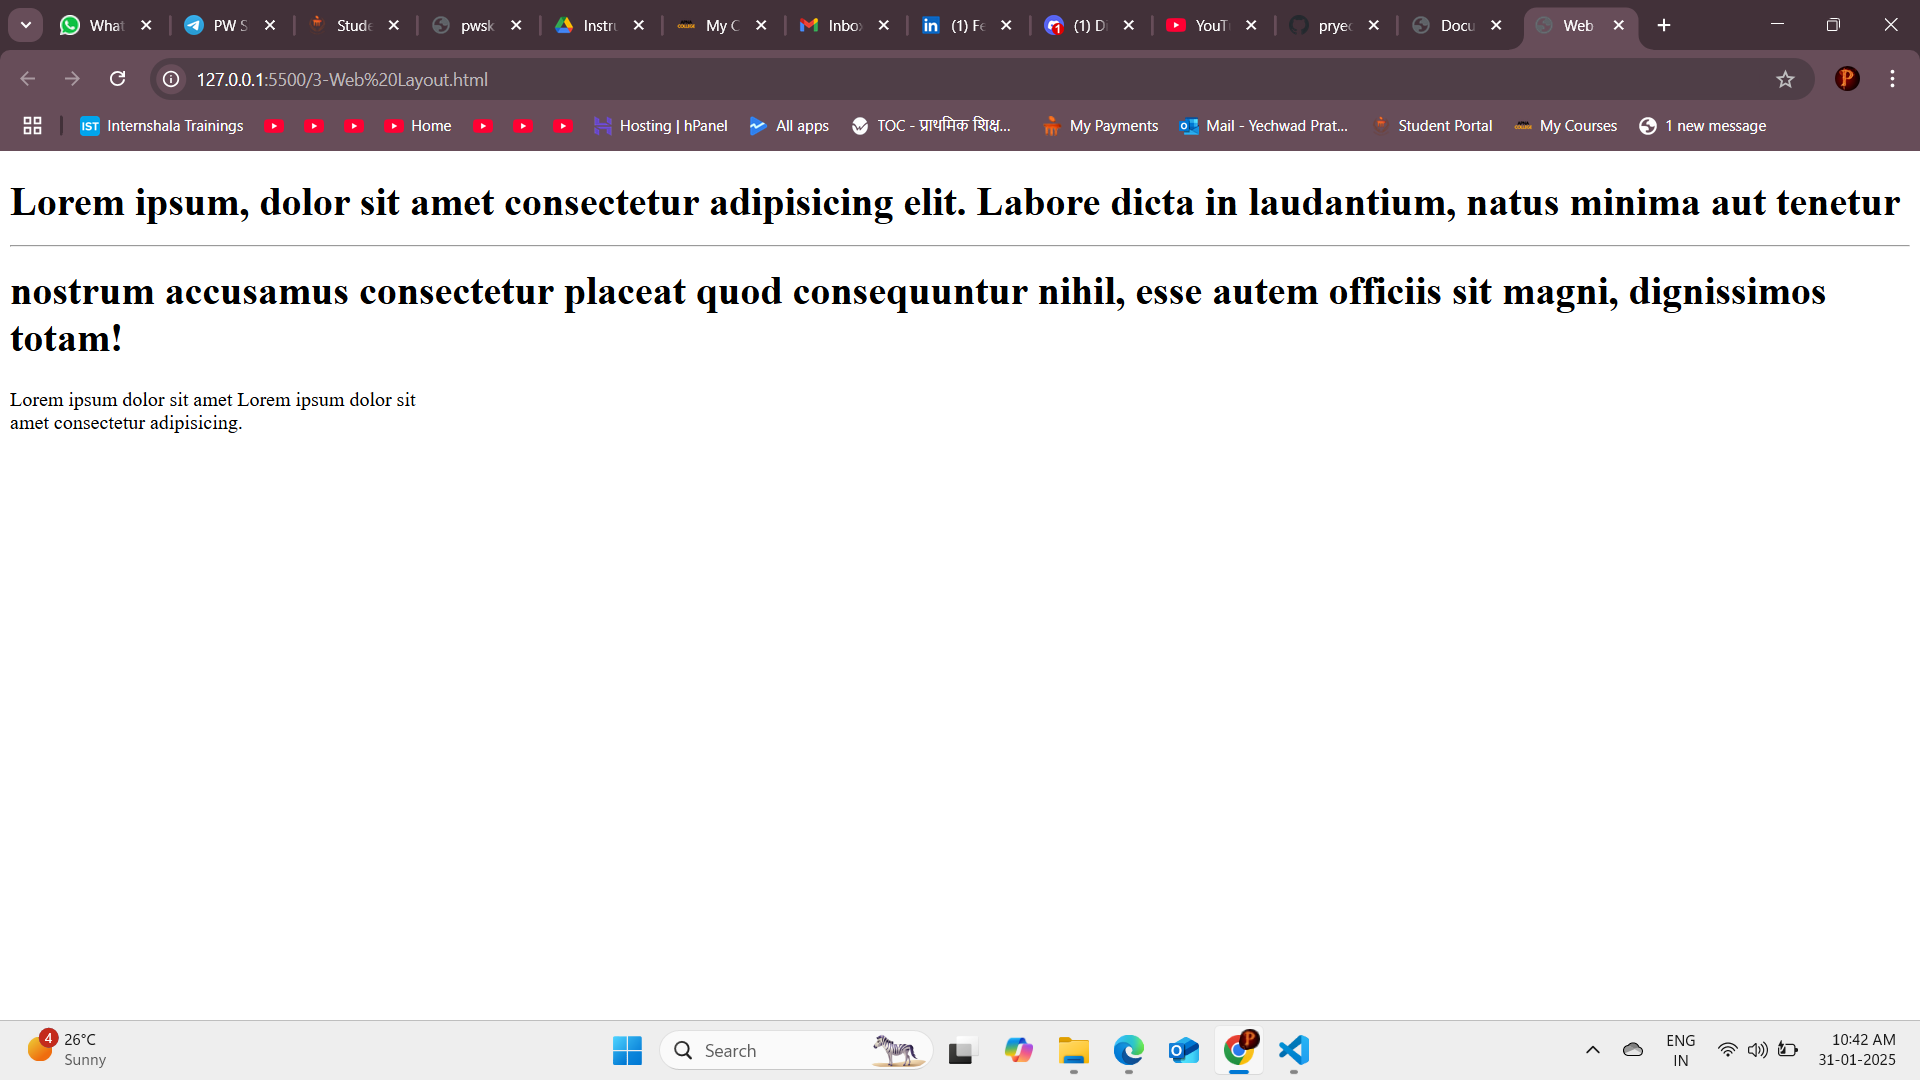 What
PW S
Stude
pwsk
Instru
My C
Inbox
(1) Fe
(1) Di
YouT
pryec
Docu
Web
127.0.0.1:5500/3-Web%20Layout.html
Internshala Trainings
Home
Hosting | hPanel
All apps
TOC - प्राथमिक शिक्ष...
My Payments
Mail - Yechwad Prat...
Student Portal
My Courses
1 new message
Lorem ipsum, dolor sit amet consectetur adipisicing elit. Labore dicta in laudantium, natus minima aut tenetur
nostrum accusamus consectetur placeat quod consequuntur nihil, esse autem officiis sit magni, dignissimos
totam!
Lorem ipsum dolor sit amet Lorem ipsum dolor sit
amet consectetur adipisicing.
4
26°C
Sunny
Search
ENG
IN
10:42 AM
31-01-2025